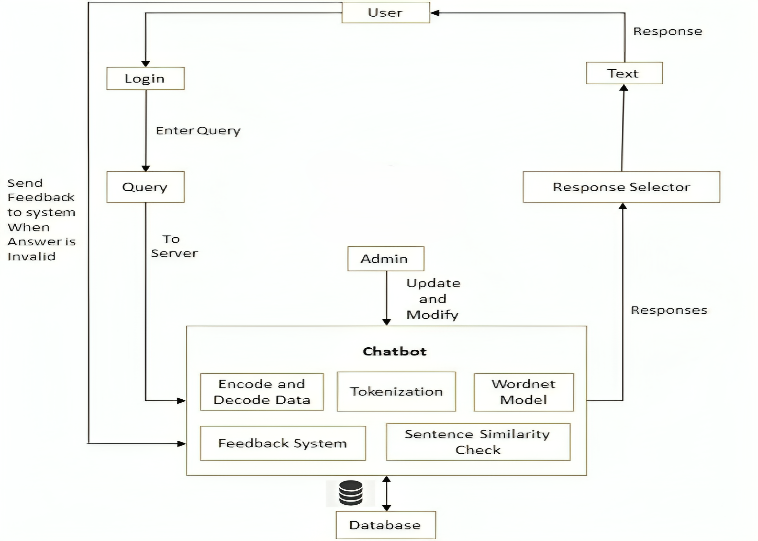 User
Response
Login
Text
Enter Query
Query
Response Selector
Send
Feedback
to system
When
Answer is
Invalid
To
Server
Admin
Update
and
Modify
Responses
Chatbot
Encode and
Decode Data
Tokenization
Wordnet
Model
Feedback System
Sentence Similarity
Check
Database